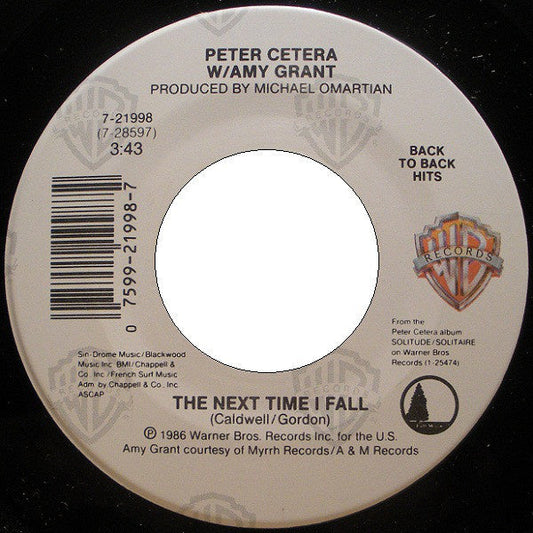 PETER CETERA
W/AMY GRANT
PRODUCED BY MICHAEL OMARTIAN
7-21998
(7-28597)
3:43
BACK
TO BACK
HITS
0 7599-21998-7
WB
RECORDS
From the
Peter Cetera album
SOLITUDE/SOLITAIRE
on Warner Bros.
Records (1-25474)
Sin-Drome Music/Blackwood
Music Inc. BMI/Chappell &
Co. Inc./French Surf Music
Adm. by Chappell & Co., Inc.
ASCAP
THE NEXT TIME I FALL
(Caldwell/Gordon)
℗ 1986 Warner Bros. Records Inc. for the U.S.
Amy Grant courtesy of Myrrh Records/A & M Records